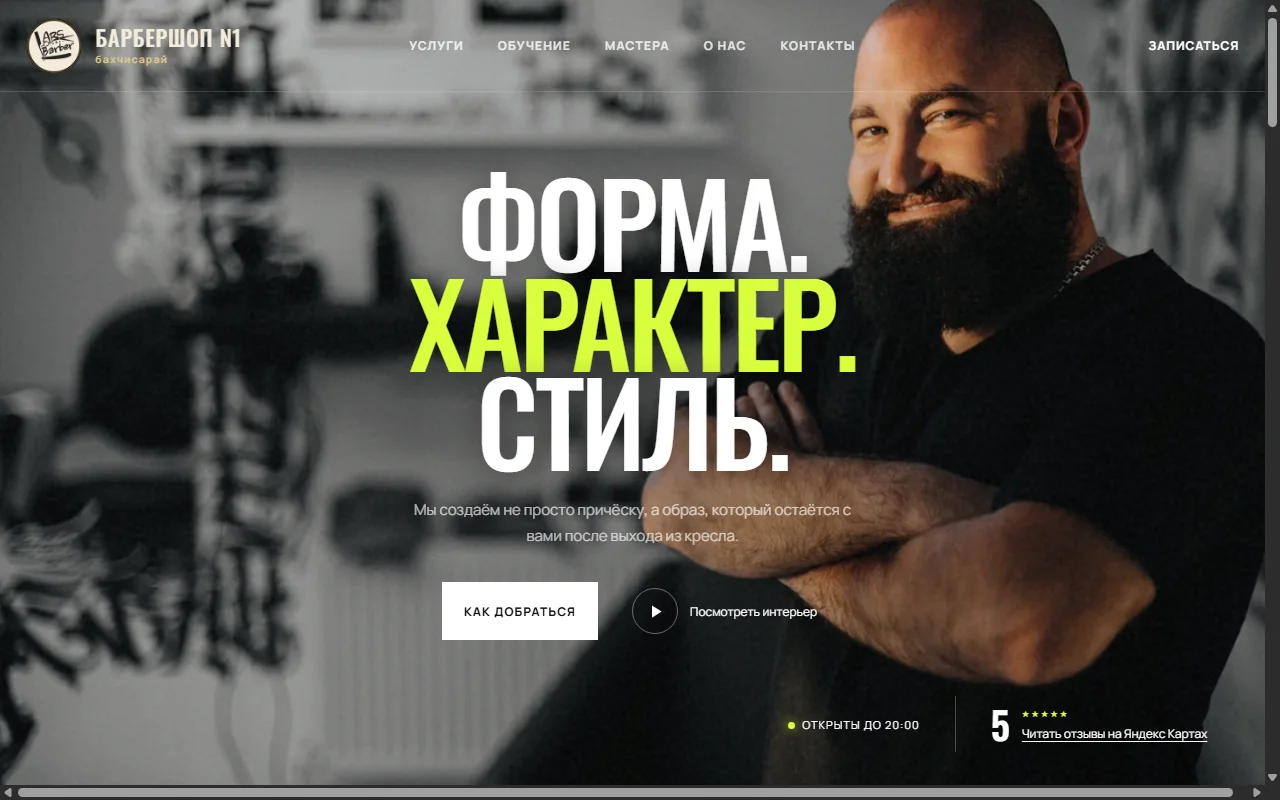 LABS
Barber
БАРБЕРШОП N1
бахчисарай
УСЛУГИ
ОБУЧЕНИЕ
МАСТЕРА
О НАС
КОНТАКТЫ
ЗАПИСАТЬСЯ
ФОРМА.
ХАРАКТЕР.
СТИЛЬ.
Мы создаём не просто причёску, а образ, который остаётся с
вами после выхода из кресла.
КАК ДОБРАТЬСЯ
Посмотреть интерьер
ОТКРЫТЫ ДО 20:00
5
Читать отзывы на Яндекс Картах